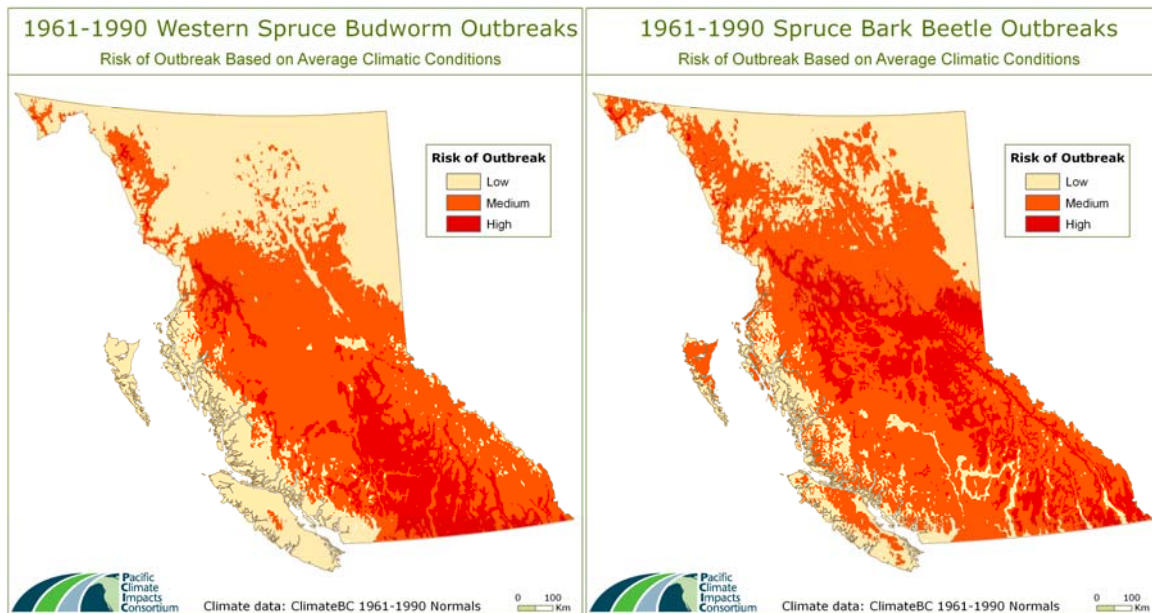 1961-1990 Western Spruce Budworm Outbreaks
Risk of Outbreak Based on Average Climatic Conditions
Risk of Outbreak
Low
Medium
High
Pacific
Climate
Impacts
Consortium
Climate data: ClimateBC 1961-1990 Normals
0 100
Km
1961-1990 Spruce Bark Beetle Outbreaks
Risk of Outbreak Based on Average Climatic Conditions
Risk of Outbreak
Low
Medium
High
Pacific
Climate
Impacts
Consortium
Climate data: ClimateBC 1961-1990 Normals
0 100
Km